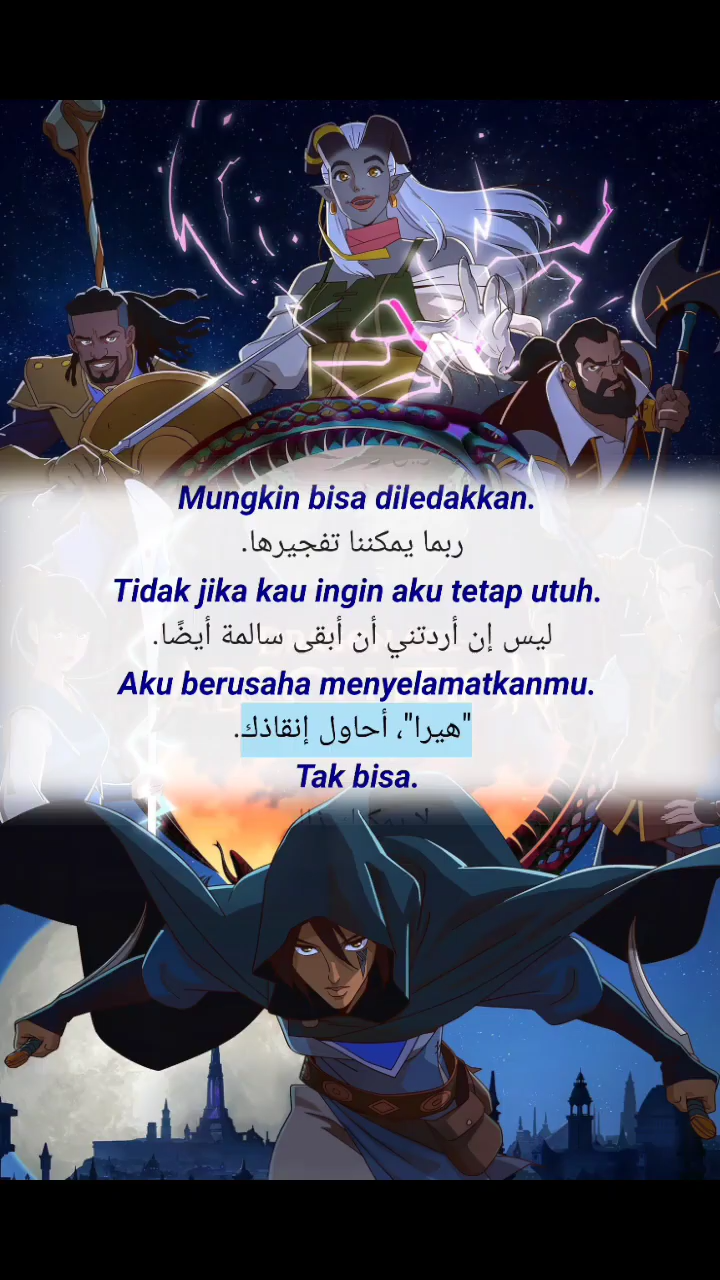 Mungkin bisa diledakkan.
ربما يمكننا تفجيرها.
Tidak jika kau ingin aku tetap utuh.
ليس إن أردتني أن أبقى سالمة أيضًا.
Aku berusaha menyelamatkanmu.
"هيرا"، أحاول إنقاذك.
Tak bisa.